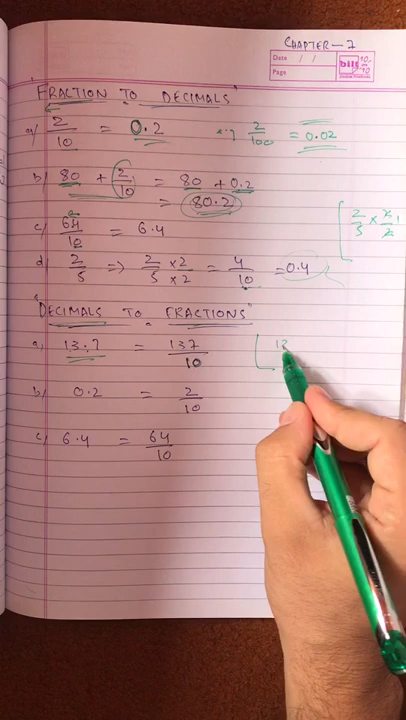 CHAPTER - 7
Date / /
Page
"FRACTION TO DECIMALS"
a) 2/10 = 0.2 2/100 = 0.02
b) 80 + 2/10 = 80 + 0.2
= 80.2
c) 64/10 = 6.4
d) 2/5 ⇒ 2/5 ×2/×2 = 4/10 = 0.4
"DECIMALS TO FRACTIONS"
a, 13.7 = 137/10
b) 0.2 = 2/10
c) 6.4 = 64/10